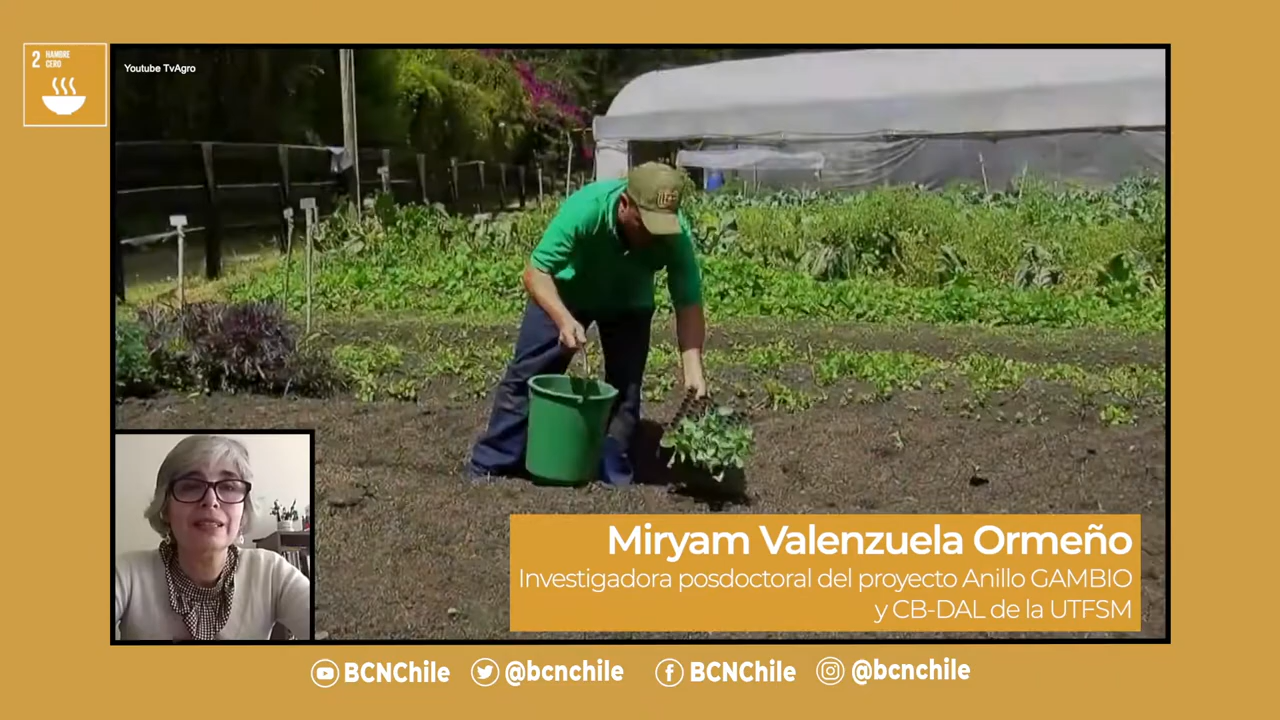 2 HAMBRE
CERO
Youtube TvAgro
Miryam Valenzuela Ormeño
Investigadora posdoctoral del proyecto Anillo GAMBIO
y CB-DAL de la UTFSM
BCNChile @bcnchile BCNChile @bcnchile